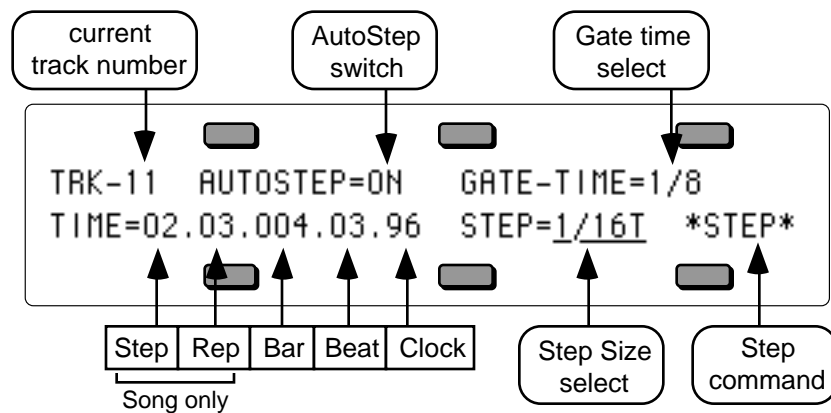 current
track number
AutoStep
switch
Gate time
select
TRK-11 AUTOSTEP=ON GATE-TIME=1/8
TIME=02.03.004.03.96 STEP=1/16T *STEP*
Step Rep Bar Beat Clock
Song only
Step Size
select
Step
command